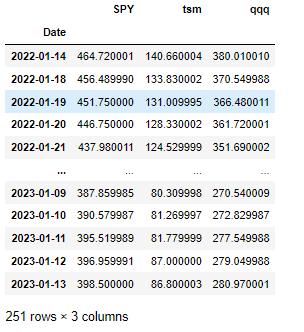 SPY tsm qqq
Date
2022-01-14 464.720001 140.660004 380.010010
2022-01-18 456.489990 133.830002 370.549988
2022-01-19 451.750000 131.009995 366.480011
2022-01-20 446.750000 128.330002 361.720001
2022-01-21 437.980011 124.529999 351.690002
... ... ... ...
2023-01-09 387.859985 80.309998 270.540009
2023-01-10 390.579987 81.269997 272.829987
2023-01-11 395.519989 81.779999 277.549988
2023-01-12 396.959991 87.000000 279.049988
2023-01-13 398.500000 86.800003 280.970001
251 rows × 3 columns